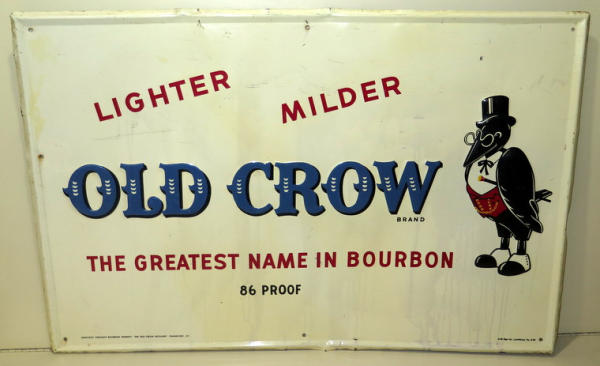 LIGHTER MILDER
OLD CROW
BRAND
THE GREATEST NAME IN BOURBON
86 PROOF